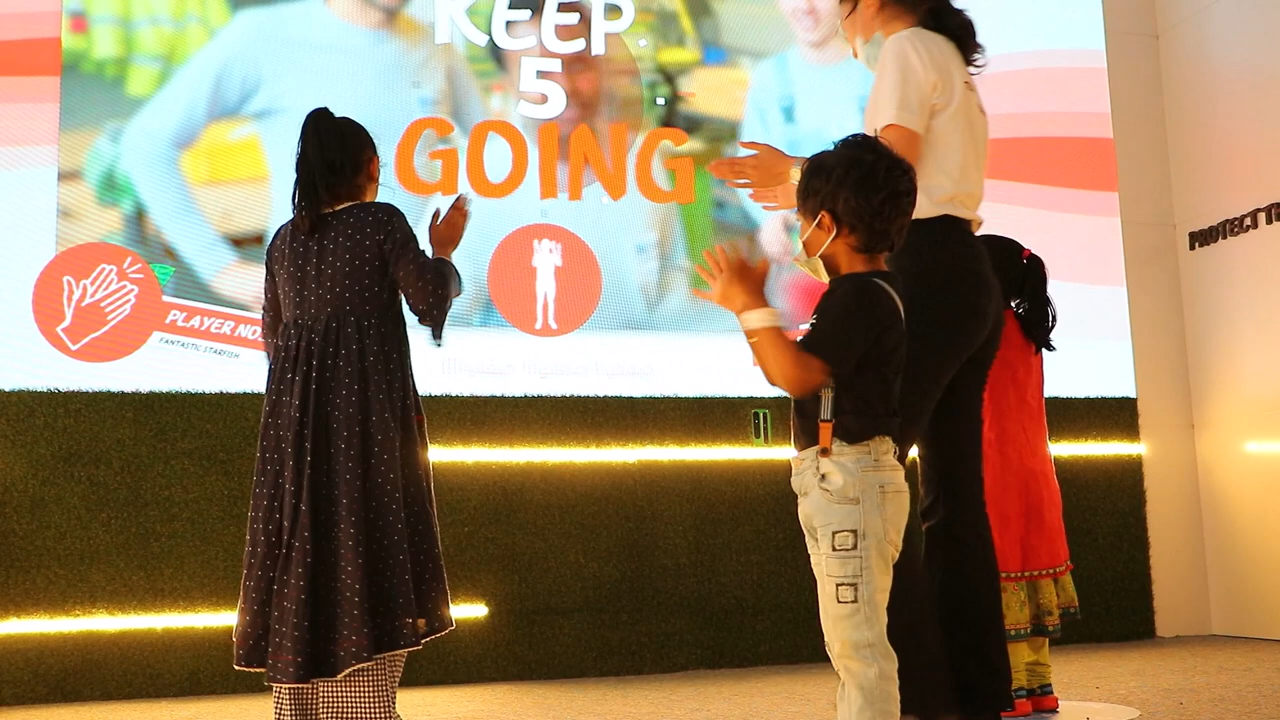 KEEP
5
GOING
PLAYER NO.
FANTASTIC STARFISH
PROTECT